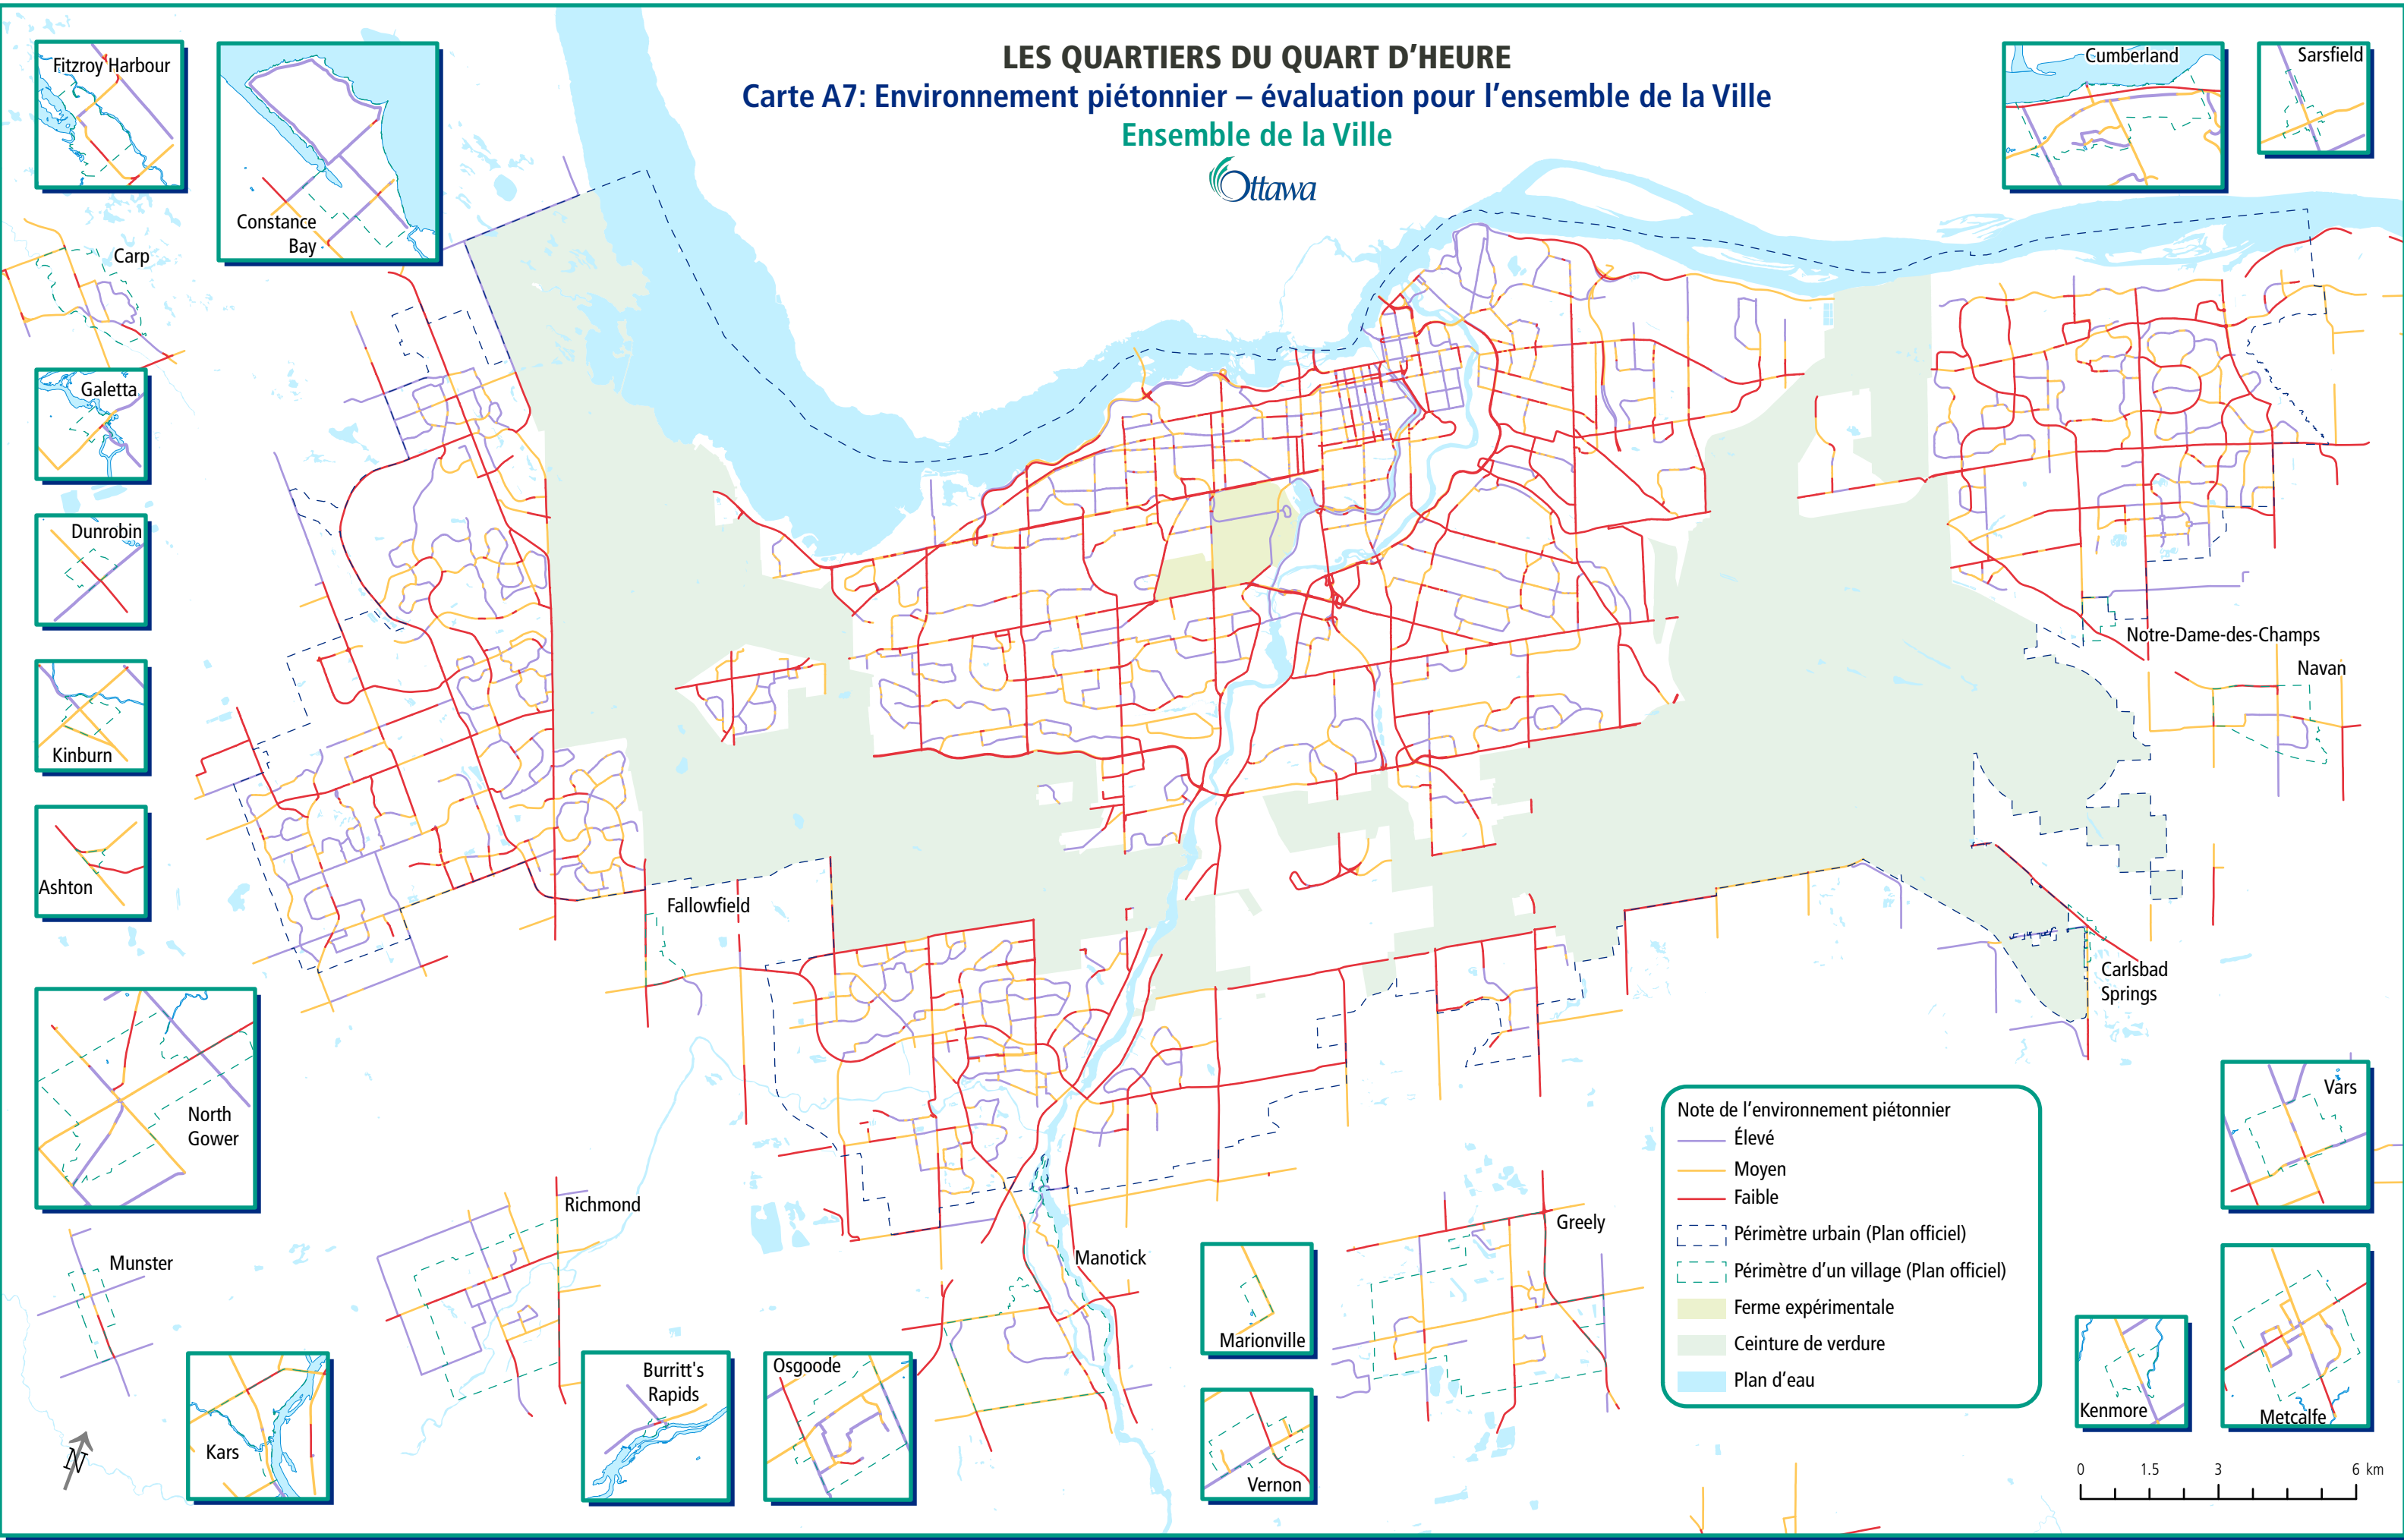 LES QUARTIERS DU QUART D’HEURE
Carte A7: Environnement piétonnier – évaluation pour l’ensemble de la Ville
Ensemble de la Ville
Ottawa
Fitzroy Harbour
Constance
Bay
Cumberland
Sarsfield
Carp
Galetta
Dunrobin
Kinburn
Ashton
Notre-Dame-des-Champs
Navan
Fallowfield
Carlsbad
Springs
North
Gower
Vars
Richmond
Greely
Munster
Manotick
Marionville
Kars
Burritt's
Rapids
Osgoode
Vernon
Kenmore
Metcalfe
Note de l’environnement piétonnier
Élevé
Moyen
Faible
Périmètre urbain (Plan officiel)
Périmètre d’un village (Plan officiel)
Ferme expérimentale
Ceinture de verdure
Plan d’eau
N
0 1.5 3 6 km